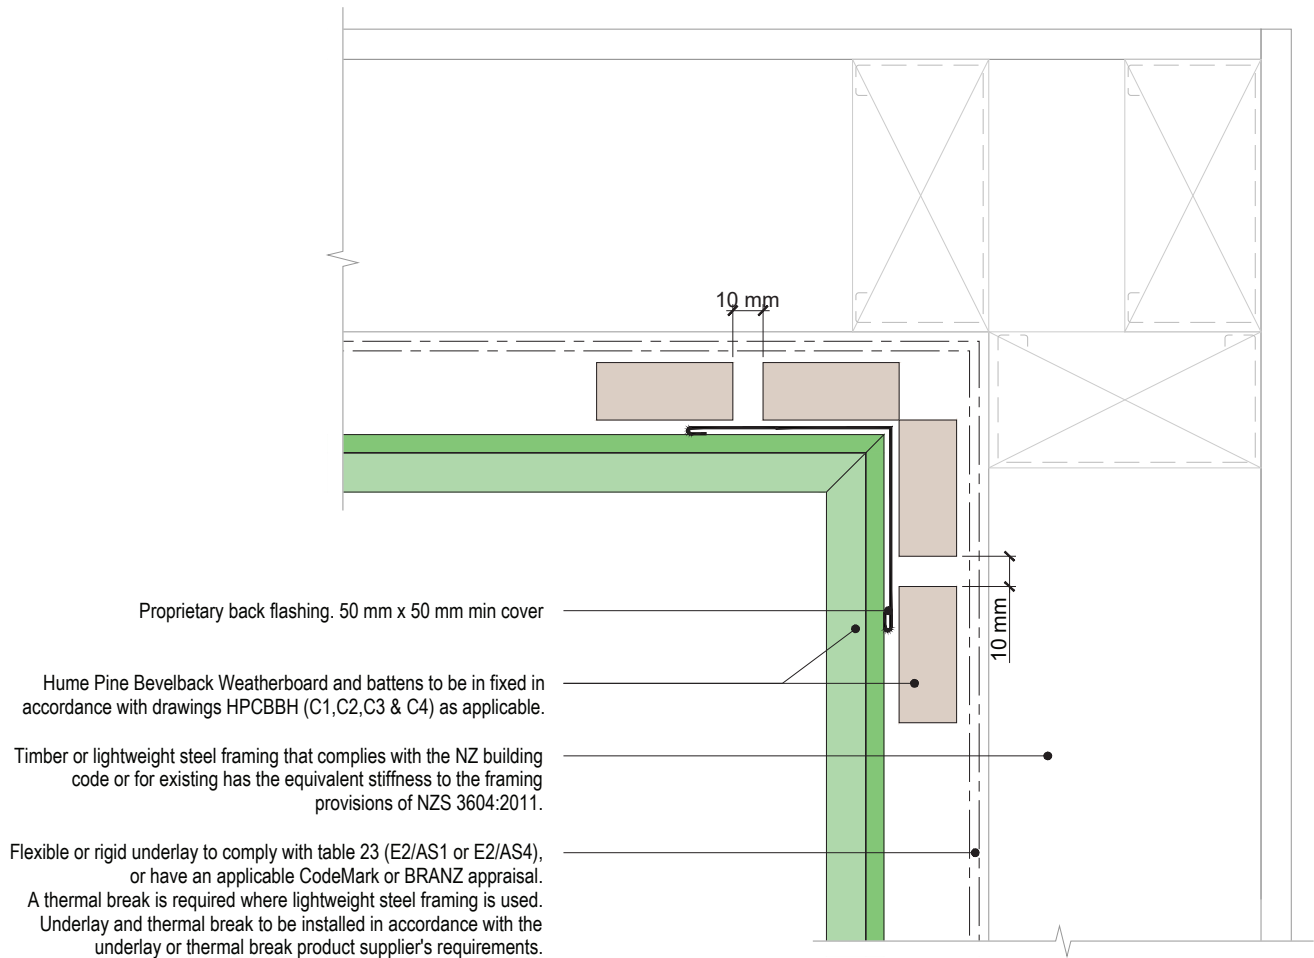 10 mm
10 mm
Proprietary back flashing. 50 mm x 50 mm min cover
Hume Pine Bevelback Weatherboard and battens to be in fixed in
accordance with drawings HPCBBH (C1,C2,C3 & C4) as applicable.
Timber or lightweight steel framing that complies with the NZ building
code or for existing has the equivalent stiffness to the framing
provisions of NZS 3604:2011.
Flexible or rigid underlay to comply with table 23 (E2/AS1 or E2/AS4),
or have an applicable CodeMark or BRANZ appraisal.
A thermal break is required where lightweight steel framing is used.
Underlay and thermal break to be installed in accordance with the
underlay or thermal break product supplier's requirements.